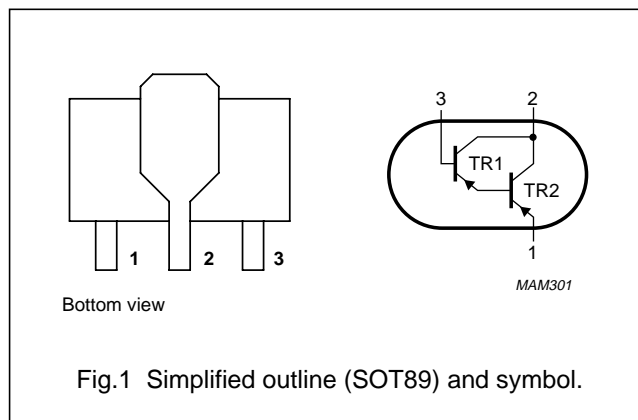 3 2
TR1
TR2
1
1 2 3
Bottom view
MAM301
Fig.1 Simplified outline (SOT89) and symbol.